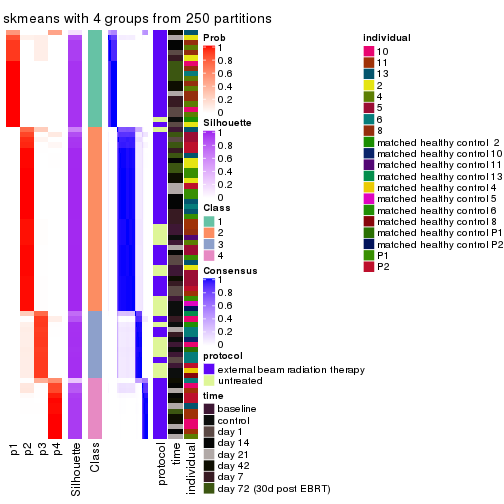 skmeans with 4 groups from 250 partitions
Prob
1
0.8
0.6
0.4
0.2
0
Silhouette
1
0.8
0.6
0.4
0.2
0
Class
1
2
3
4
Consensus
1
0.8
0.6
0.4
0.2
0
protocol
external beam radiation therapy
untreated
time
baseline
control
day 1
day 14
day 21
day 42
day 7
day 72 (30d post EBRT)
individual
10
11
13
2
4
5
6
8
matched healthy control  2
matched healthy control 10
matched healthy control 11
matched healthy control 13
matched healthy control 4
matched healthy control 5
matched healthy control 6
matched healthy control 8
matched healthy control P1
matched healthy control P2
P1
P2
p1
p2
p3
p4
Silhouette
Class
protocol
time
individual